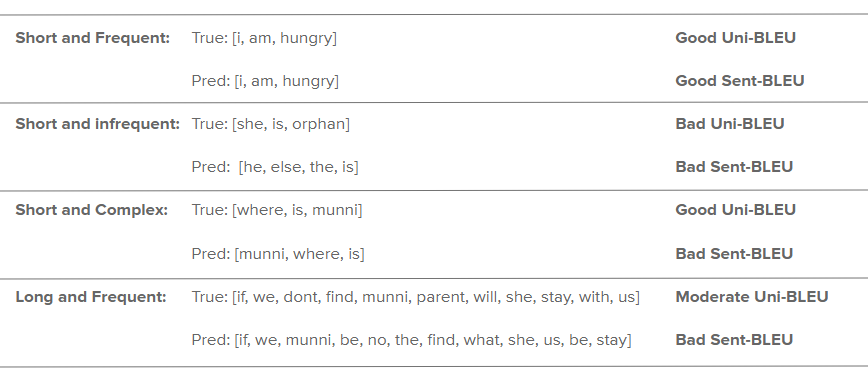 Short and Frequent: True: [i, am, hungry] Good Uni-BLEU
Pred: [i, am, hungry] Good Sent-BLEU
Short and infrequent: True: [she, is, orphan] Bad Uni-BLEU
Pred: [he, else, the, is] Bad Sent-BLEU
Short and Complex: True: [where, is, munni] Good Uni-BLEU
Pred: [munni, where, is] Bad Sent-BLEU
Long and Frequent: True: [if, we, dont, find, munni, parent, will, she, stay, with, us] Moderate Uni-BLEU
Pred: [if, we, munni, be, no, the, find, what, she, us, be, stay] Bad Sent-BLEU